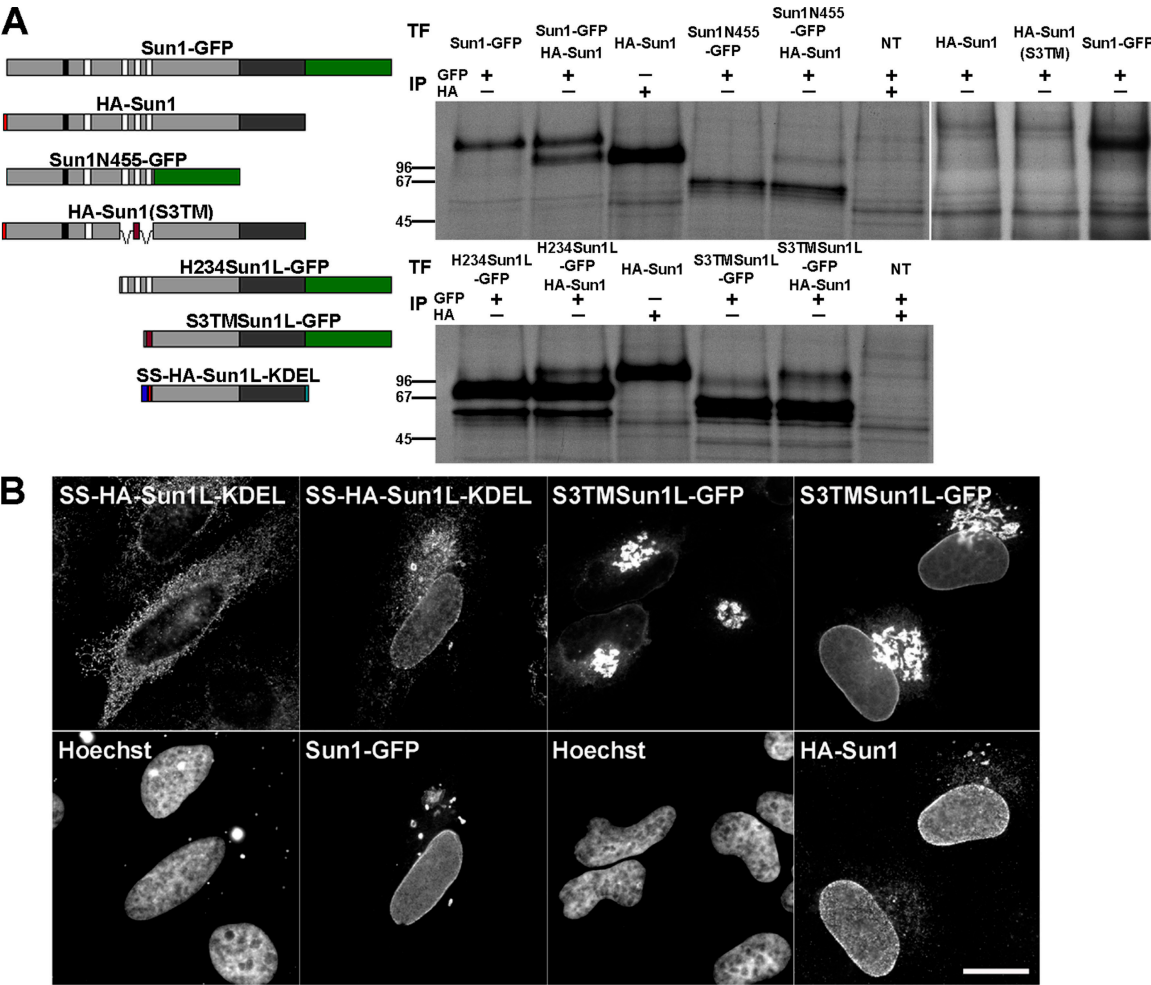 A
Sun1-GFP
HA-Sun1
Sun1N455-GFP
HA-Sun1(S3TM)
H234Sun1L-GFP
S3TMSun1L-GFP
SS-HA-Sun1L-KDEL
TF
Sun1-GFP
Sun1-GFP
HA-Sun1
HA-Sun1
Sun1N455
-GFP
Sun1N455
-GFP
HA-Sun1
NT
HA-Sun1
HA-Sun1
(S3TM)
Sun1-GFP
IP
GFP + + − + + + + + +
HA − − + − − + − − −
96
67
45
TF
H234Sun1L
-GFP
H234Sun1L
-GFP
HA-Sun1
HA-Sun1
S3TMSun1L
-GFP
S3TMSun1L
-GFP
HA-Sun1
NT
IP
GFP + + − + + +
HA − − + − − +
96
67
45
B
SS-HA-Sun1L-KDEL
SS-HA-Sun1L-KDEL
S3TMSun1L-GFP
S3TMSun1L-GFP
Hoechst
Sun1-GFP
Hoechst
HA-Sun1